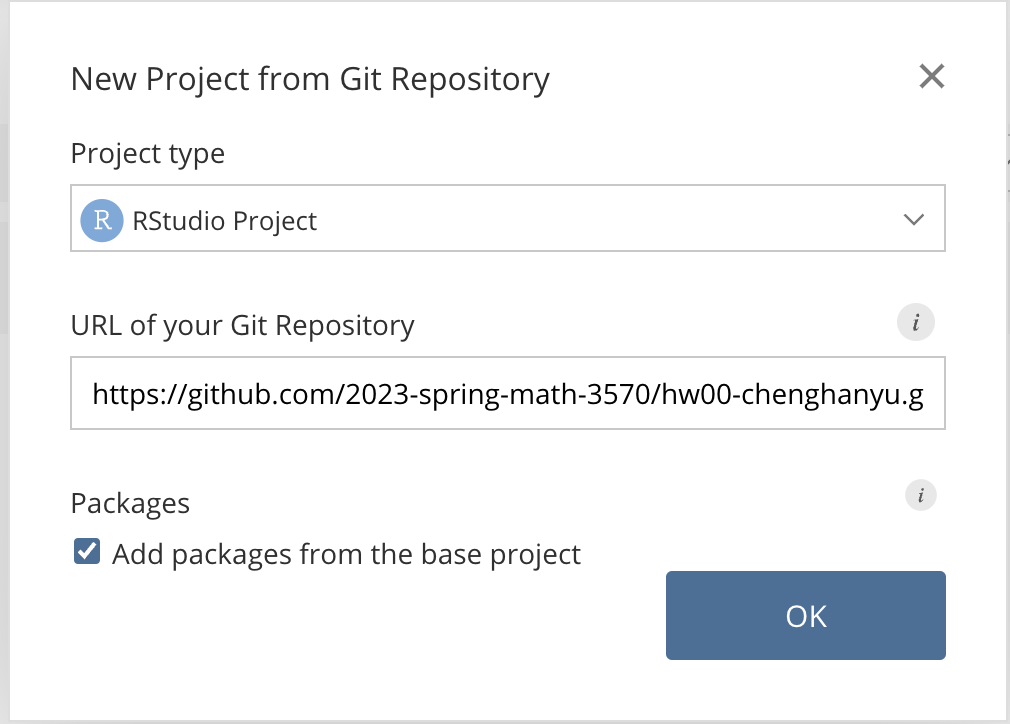 New Project from Git Repository
Project type
R RStudio Project
URL of your Git Repository
i
https://github.com/2023-spring-math-3570/hw00-chenghanyu.g
Packages
i
Add packages from the base project
OK